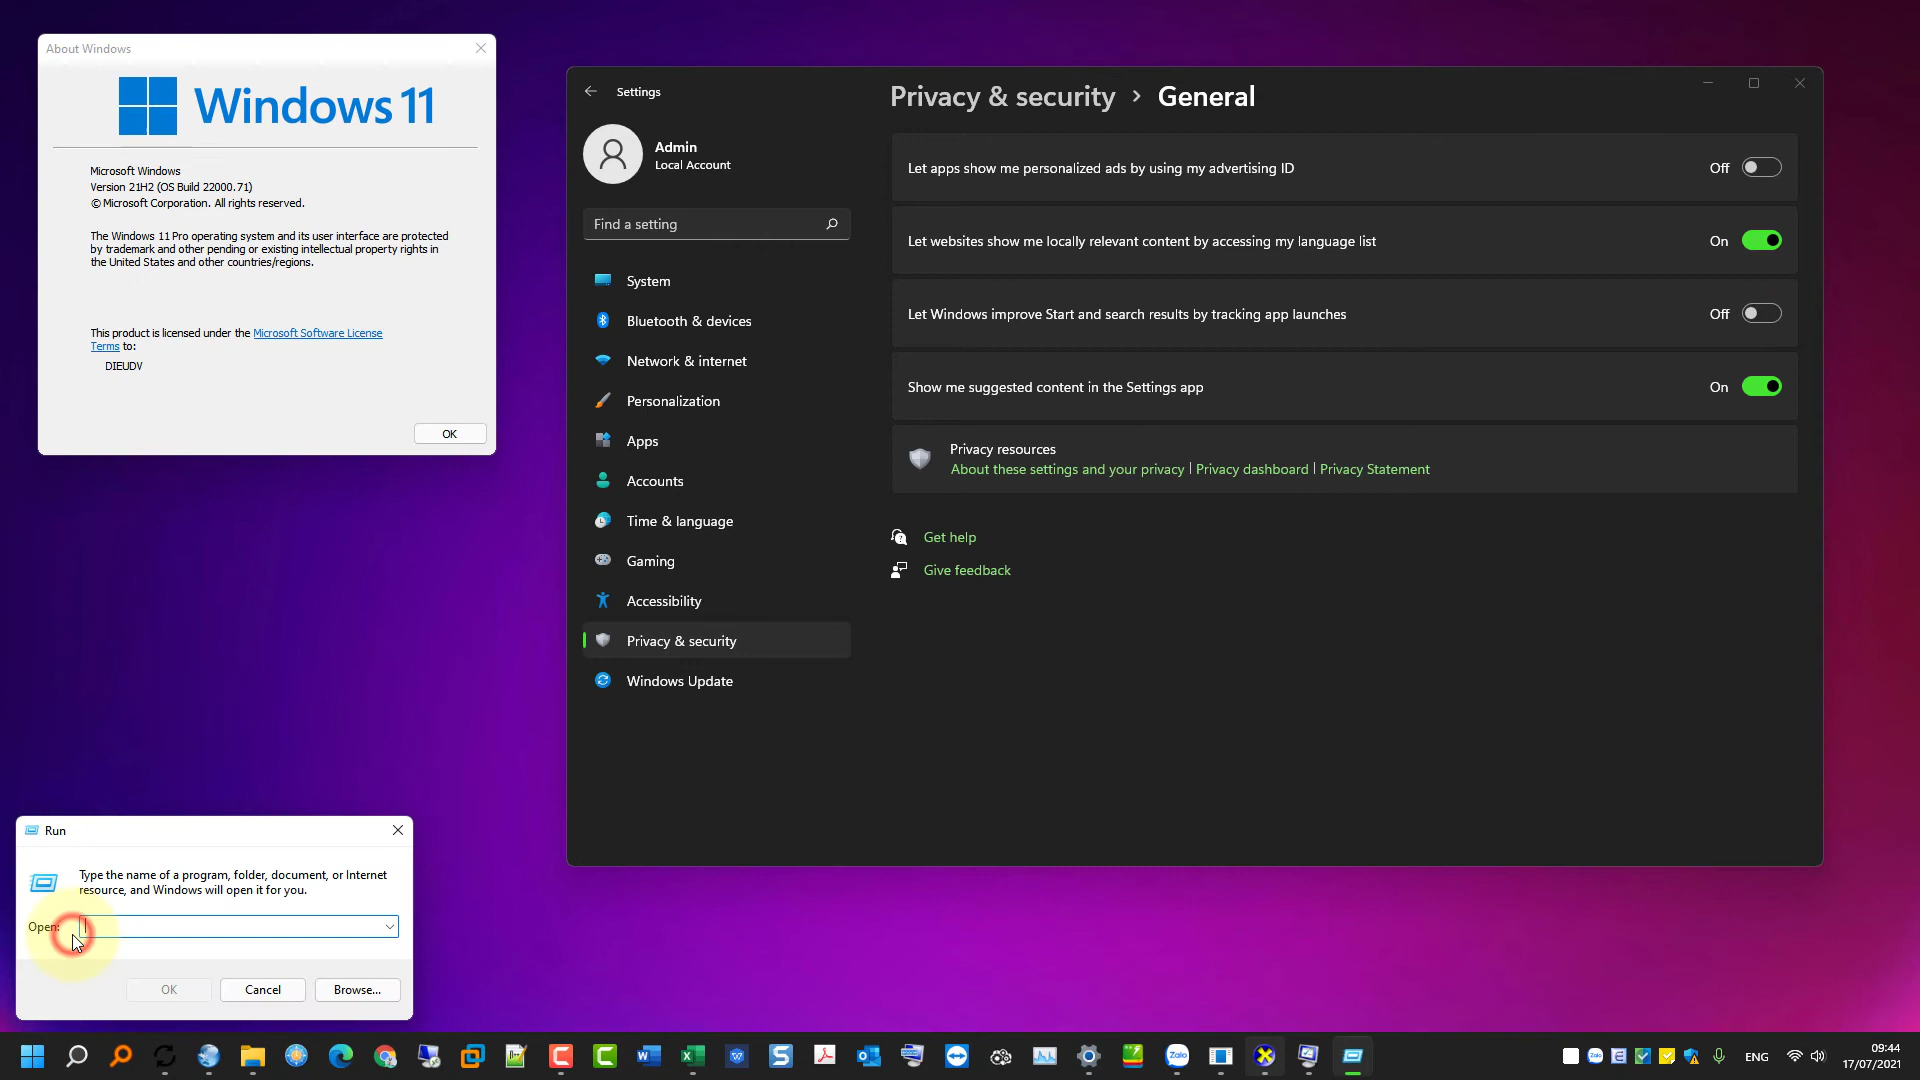 About Windows
Windows 11
Microsoft Windows
Version 21H2 (OS Build 22000.71)
© Microsoft Corporation. All rights reserved.
The Windows 11 Pro operating system and its user interface are protected
by trademark and other pending or existing intellectual property rights in
the United States and other countries/regions.
This product is licensed under the Microsoft Software License
Terms to:
DIEUDV
OK
Settings
Admin
Local Account
Find a setting
System
Bluetooth & devices
Network & internet
Personalization
Apps
Accounts
Time & language
Gaming
Accessibility
Privacy & security
Windows Update
Privacy & security › General
Let apps show me personalized ads by using my advertising ID Off
Let websites show me locally relevant content by accessing my language list On
Let Windows improve Start and search results by tracking app launches Off
Show me suggested content in the Settings app On
Privacy resources
About these settings and your privacy | Privacy dashboard | Privacy Statement
Get help
Give feedback
Run
Type the name of a program, folder, document, or Internet
resource, and Windows will open it for you.
Open:
OK Cancel Browse...
Zalo
ENG
09:44
17/07/2021